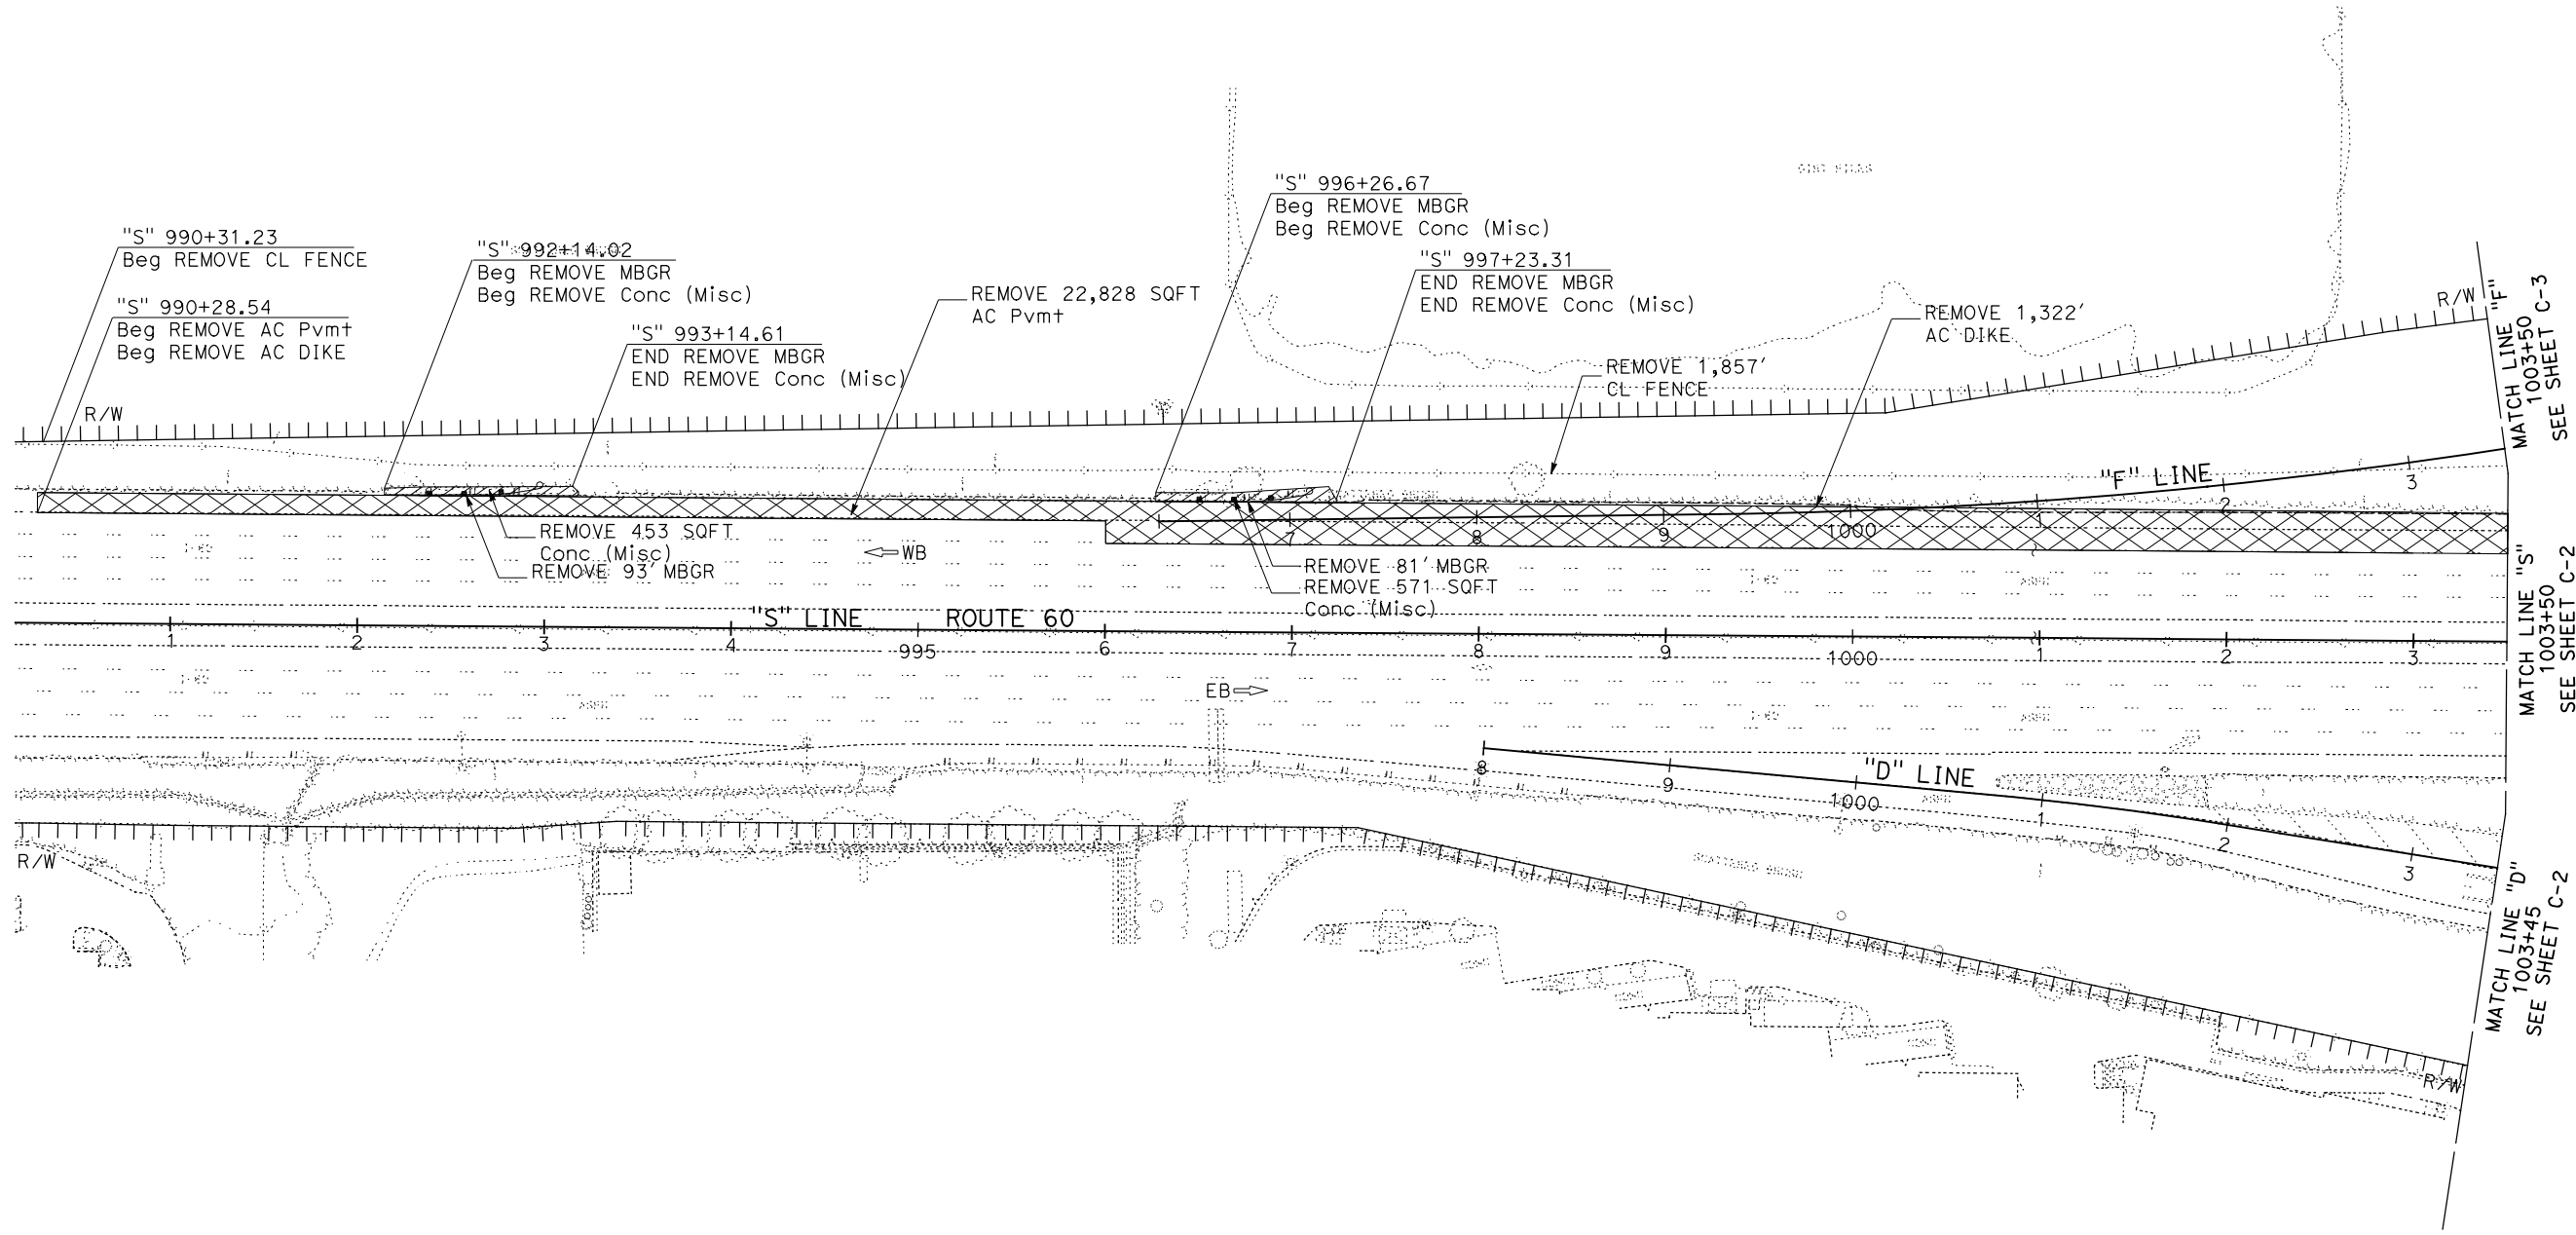 "S" 990+31.23
Beg REMOVE CL FENCE
"S" 990+28.54
Beg REMOVE AC Pvmt
Beg REMOVE AC DIKE
"S" 992+14.02
Beg REMOVE MBGR
Beg REMOVE Conc (Misc)
"S" 993+14.61
END REMOVE MBGR
END REMOVE Conc (Misc)
REMOVE 22,828 SQFT
AC Pvmt
"S" 996+26.67
Beg REMOVE MBGR
Beg REMOVE Conc (Misc)
"S" 997+23.31
END REMOVE MBGR
END REMOVE Conc (Misc)
REMOVE 1,857'
CL FENCE
REMOVE 1,322'
AC DIKE
R/W
R/W
MATCH LINE "F"
1003+50
SEE SHEET C-3
"F" LINE
7
8
9
1000
1
2
3
REMOVE 453 SQFT
Conc (Misc)
REMOVE 93' MBGR
WB
REMOVE 81' MBGR
REMOVE 571 SQFT
Conc (Misc)
"S" LINE ROUTE 60
1
2
3
4
995
6
7
8
9
1000
1
2
3
MATCH LINE "S"
1003+50
SEE SHEET C-2
EB
"D" LINE
8
9
1000
1
2
3
R/W
R/W
MATCH LINE "D"
1003+45
SEE SHEET C-2